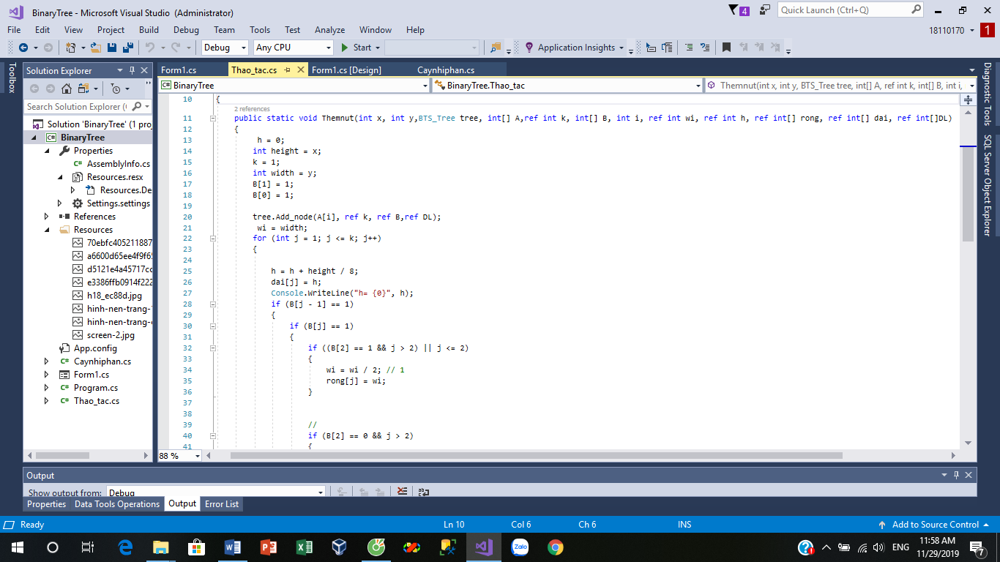 BinaryTree - Microsoft Visual Studio (Administrator)
4
Quick Launch (Ctrl+Q)
File Edit View Project Build Debug Team Tools Test Analyze Window Help
18110170
1
Debug
Any CPU
Start
Application Insights
Toolbox
Solution Explorer
Search Solution Explorer (
Solution 'BinaryTree' (1 proj
BinaryTree
Properties
AssemblyInfo.cs
Resources.resx
Resources.De
Settings.settings
References
Resources
70ebfc405211887
a6600d65ee4f9f6
d5121e4a45717cc
e3386ffb0914f222
h18_ec88d.jpg
hinh-nen-trang-
hinh-nen-trang-
screen-2.jpg
App.config
Caynhiphan.cs
Form1.cs
Program.cs
Thao_tac.cs
Form1.cs Thao_tac.cs Form1.cs [Design] Caynhiphan.cs
BinaryTree BinaryTree.Thao_tac Themnut(int x, int y, BTS_Tree tree, int[] A, ref int k, int[] B, int i,
10 {
2 references
11 public static void Themnut(int x, int y,BTS_Tree tree, int[] A,ref int k, int[] B, int i, ref int wi, ref int h, ref int[] rong, ref int[] dai, ref int[]DL)
12 {
13 h = 0;
14 int height = x;
15 k = 1;
16 int width = y;
17 B[1] = 1;
18 B[0] = 1;
19
20 tree.Add_node(A[i], ref k, ref B,ref DL);
21 wi = width;
22 for (int j = 1; j <= k; j++)
23 {
24
25 h = h + height / 8;
26 dai[j] = h;
27 Console.WriteLine("h= {0}", h);
28 if (B[j - 1] == 1)
29 {
30 if (B[j] == 1)
31 {
32 if ((B[2] == 1 && j > 2) || j <= 2)
33 {
34 wi = wi / 2; // 1
35 rong[j] = wi;
36 }
37
38
39 //
40 if (B[2] == 0 && j > 2)
41 {
88 %
Diagnostic Tools
SQL Server Object Explorer
Output
Show output from: Debug
Properties Data Tools Operations Output Error List
Ready Ln 10 Col 6 Ch 6 INS Add to Source Control
Zalo
ENG
11:58 AM
11/29/2019
7